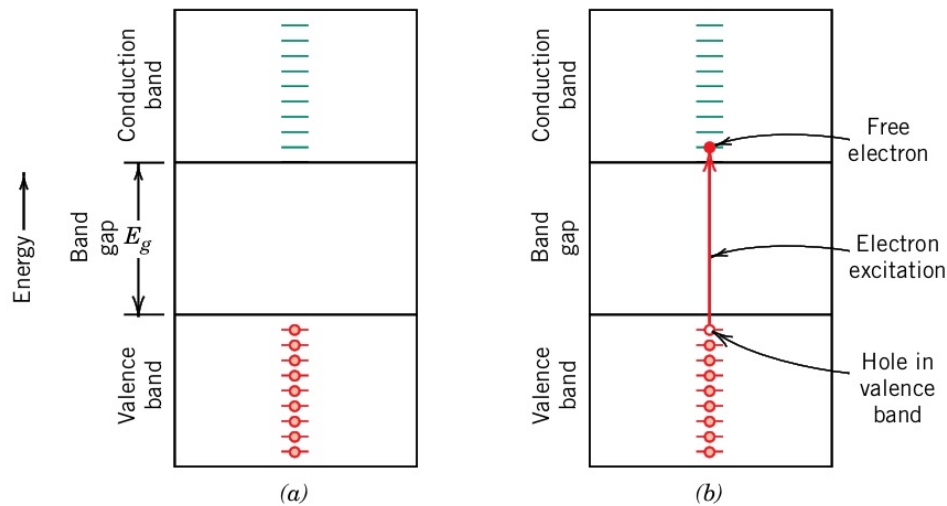 Energy
Conduction
band
Band
gap
E_g
Valence
band
(a)
Conduction
band
Band
gap
Valence
band
Free
electron
Electron
excitation
Hole in
valence
band
(b)